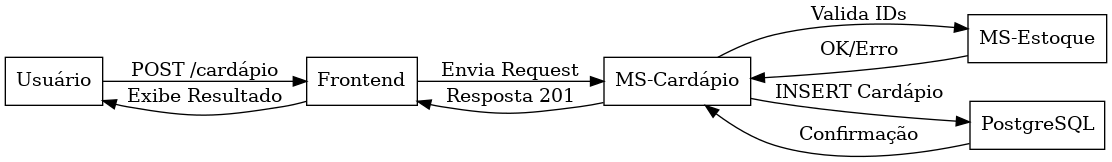 Usuário
POST /cardápio
Exibe Resultado
Frontend
Envia Request
Resposta 201
MS-Cardápio
Valida IDs
OK/Erro
INSERT Cardápio
Confirmação
MS-Estoque
PostgreSQL